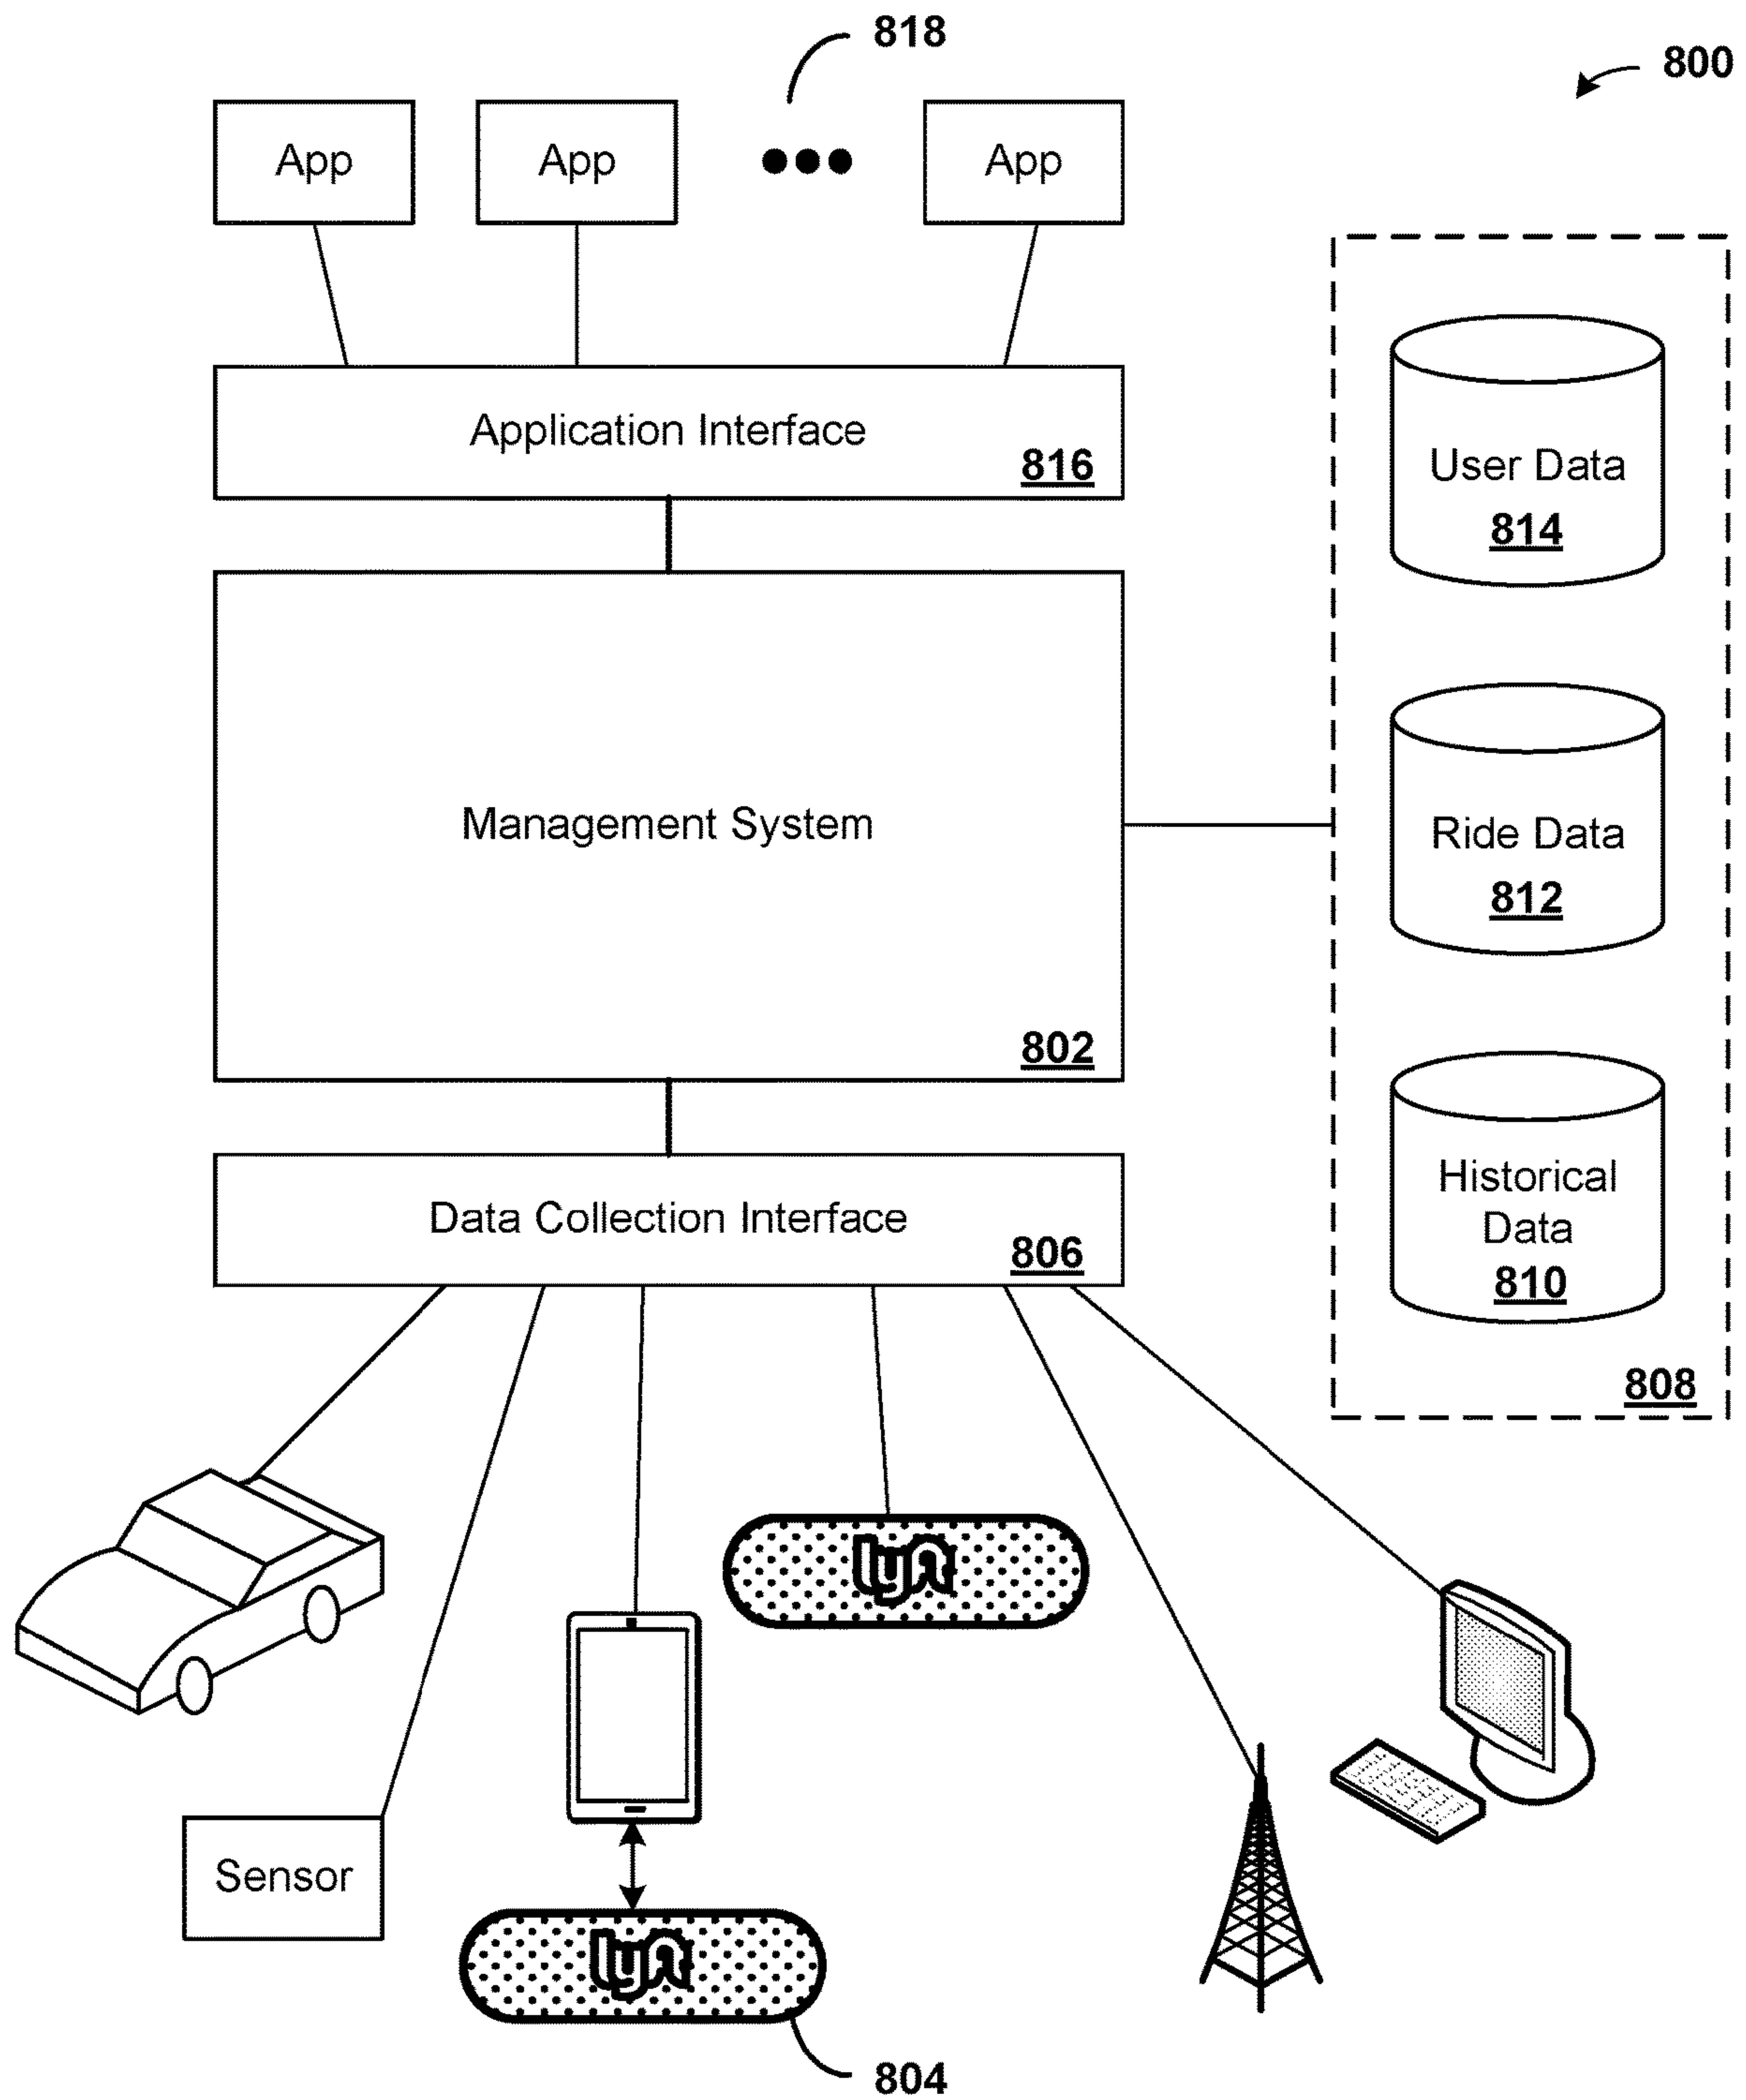 818
800
App
App
App
Application Interface
816
User Data
814
Management System
802
Ride Data
812
Data Collection Interface
806
Historical
Data
810
808
lyft
Sensor
lyft
804